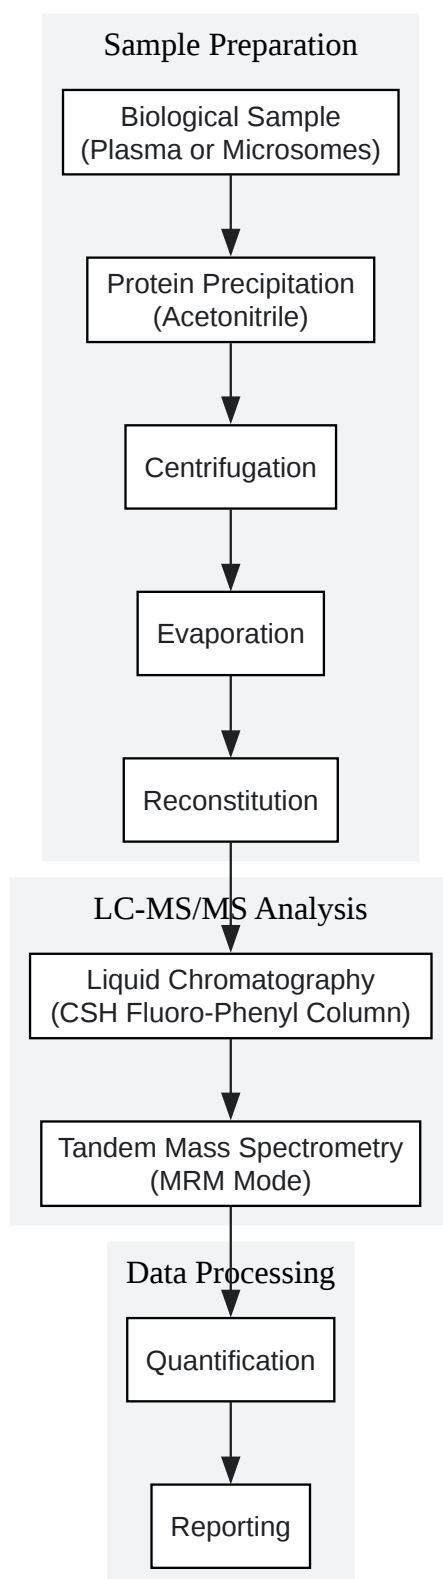 Sample Preparation
Biological Sample
(Plasma or Microsomes)
Protein Precipitation
(Acetonitrile)
Centrifugation
Evaporation
Reconstitution
LC-MS/MS Analysis
Liquid Chromatography
(CSH Fluoro-Phenyl Column)
Tandem Mass Spectrometry
(MRM Mode)
Data Processing
Quantification
Reporting